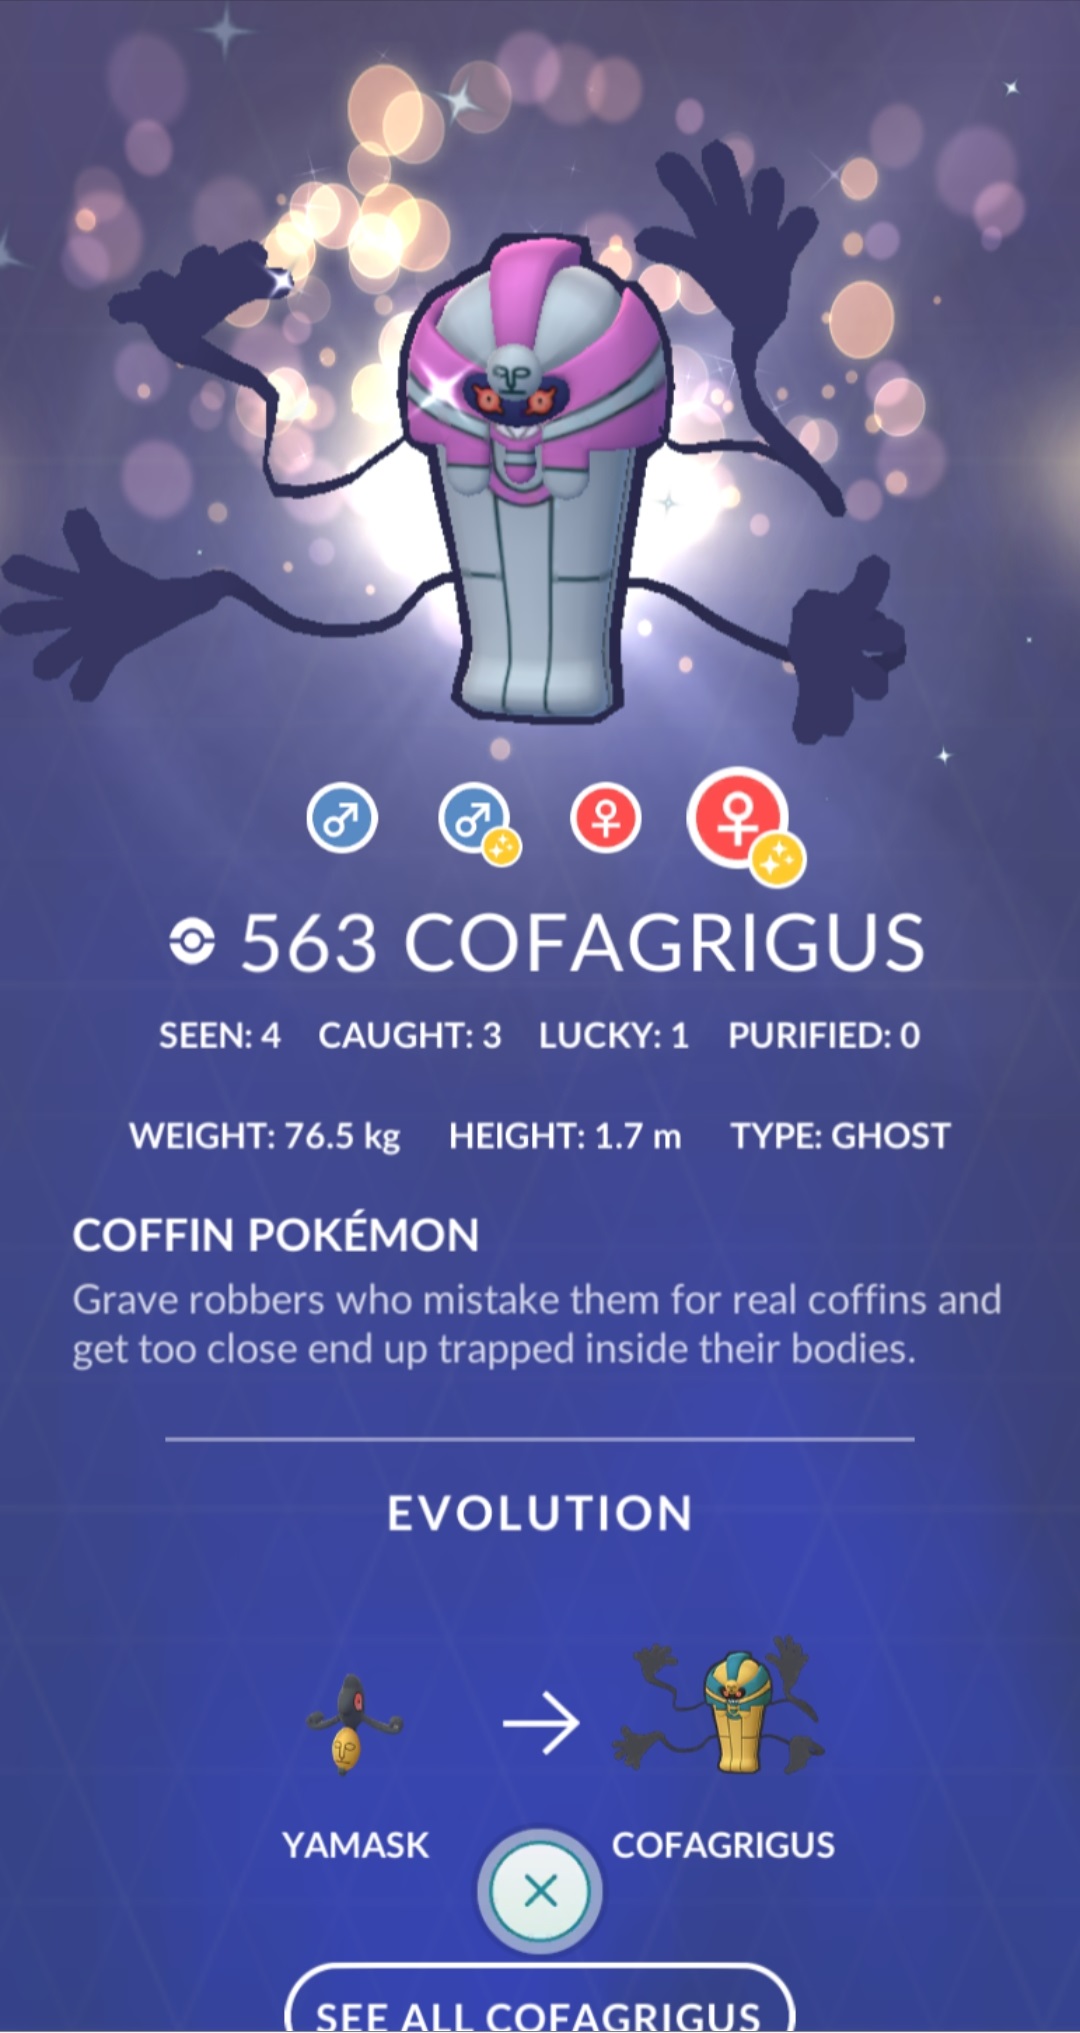 563 COFAGRIGUS
SEEN: 4 CAUGHT: 3 LUCKY: 1 PURIFIED: 0
WEIGHT: 76.5 kg HEIGHT: 1.7 m TYPE: GHOST
COFFIN POKÉMON
Grave robbers who mistake them for real coffins and
get too close end up trapped inside their bodies.
EVOLUTION
YAMASK COFAGRIGUS
SEE ALL COFAGRIGUS